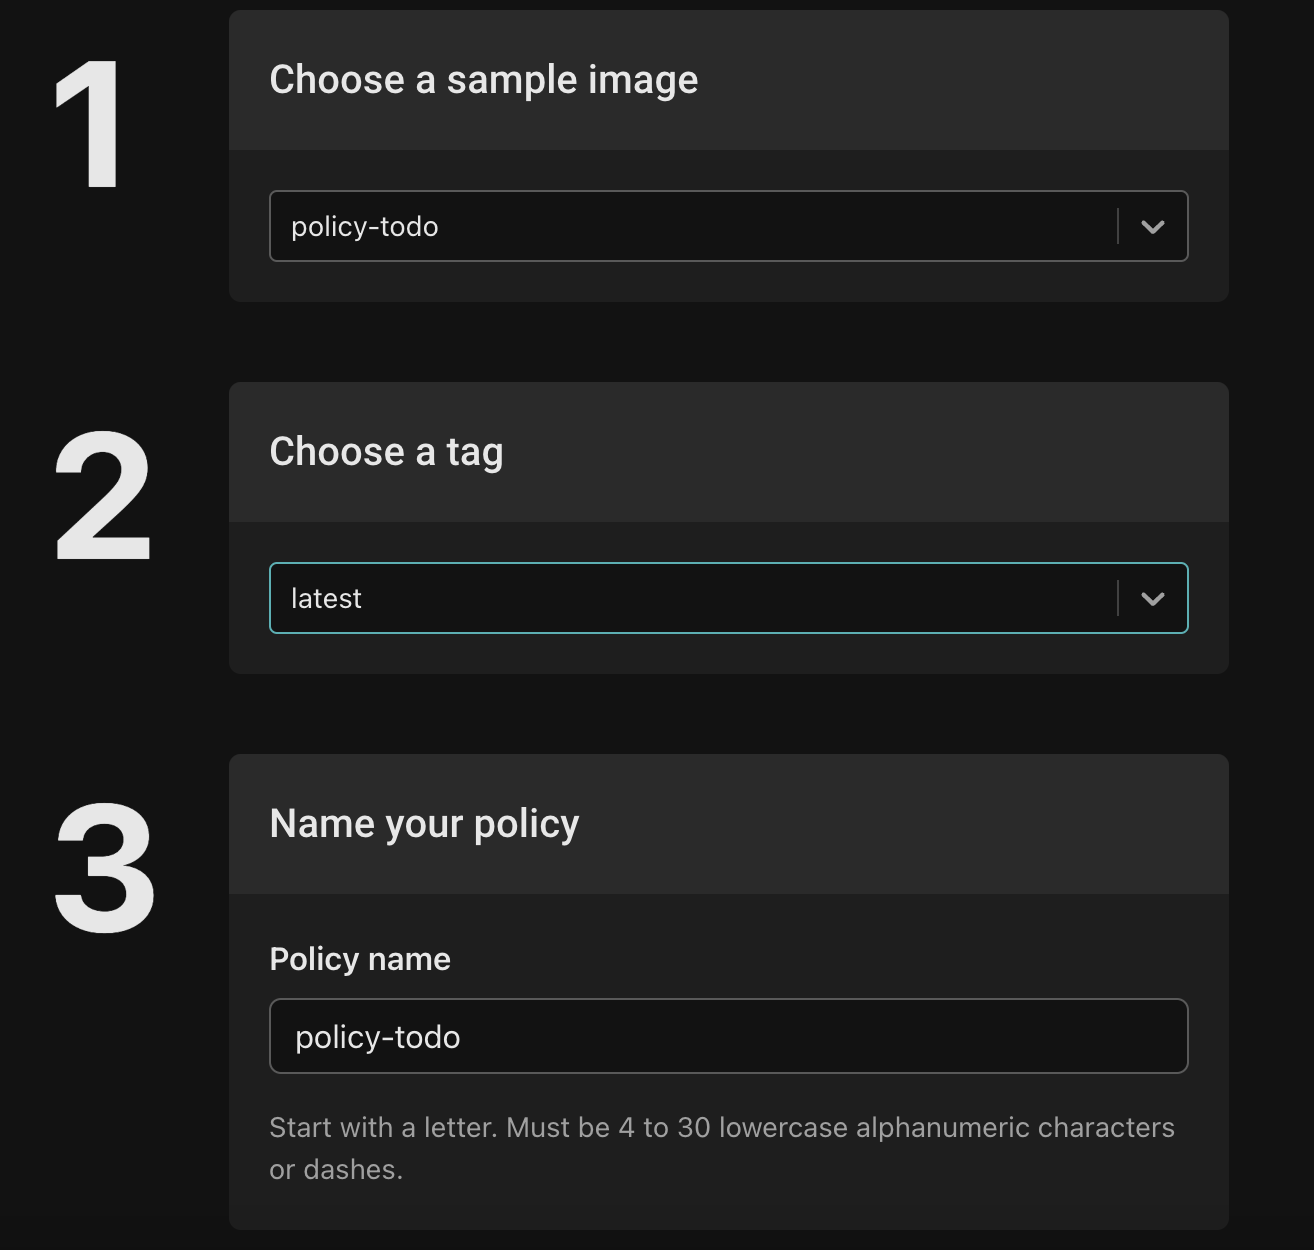 1
Choose a sample image
policy-todo
2
Choose a tag
latest
3
Name your policy
Policy name
policy-todo
Start with a letter. Must be 4 to 30 lowercase alphanumeric characters
or dashes.